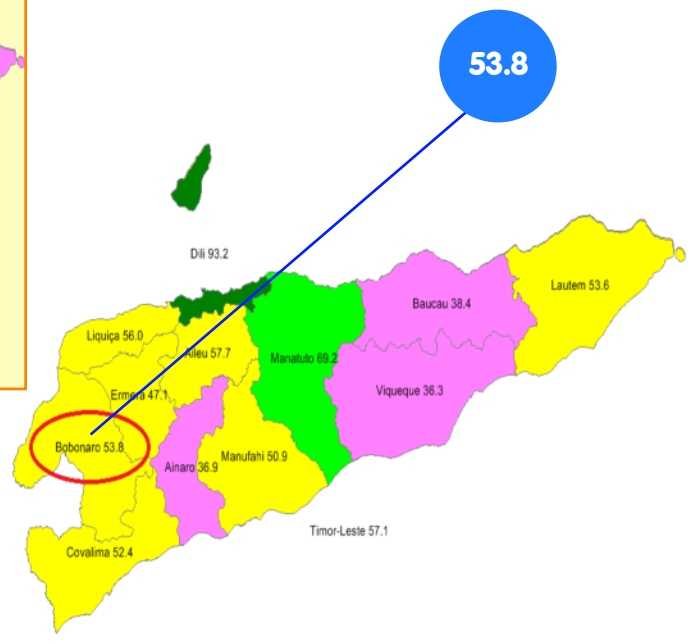 53.8
Dili 93.2
Lautem 53.6
Baucau 38.4
Liquiça 56.0
Aileu 57.7
Manatuto 69.2
Viqueque 36.3
Ermera 47.1
Bobonaro 53.8
Manufahi 50.9
Ainaro 36.9
Timor-Leste 57.1
Covalima 52.4